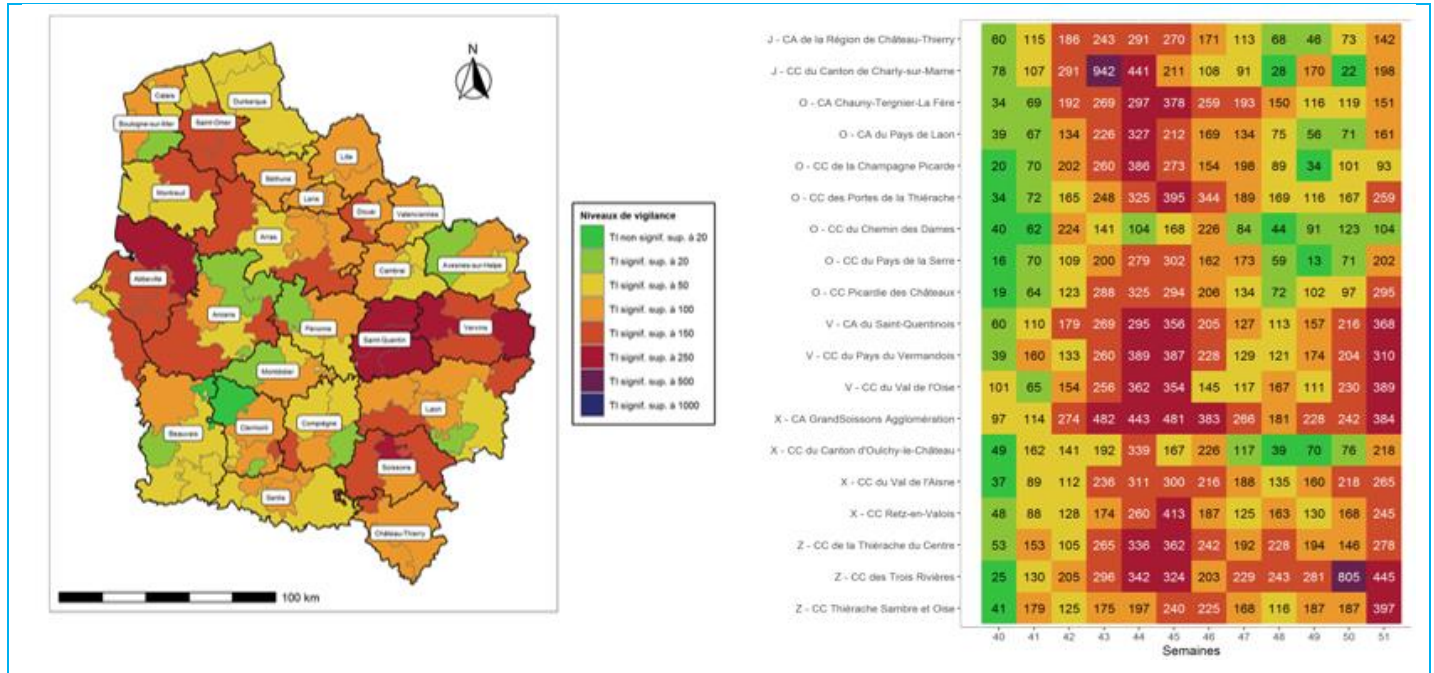 N
Calais
Dunkerque
Boulogne-sur-Mer
Saint-Omer
Lille
Béthune
Montreuil
Lens
Douai
Valenciennes
Arras
Avesnes-sur-Helpe
Cambrai
Abbeville
Amiens
Péronne
Saint-Quentin
Vervins
Montdidier
Laon
Beauvais
Clermont
Compiègne
Soissons
Senlis
Château-Thierry
100 km
Niveaux de vigilance
TI non signif. sup. à 20
TI signif. sup. à 20
TI signif. sup. à 50
TI signif. sup. à 100
TI signif. sup. à 150
TI signif. sup. à 250
TI signif. sup. à 500
TI signif. sup. à 1000
J - CA de la Région de Château-Thierry 60 115 186 243 291 270 171 113 68 46 73 142
J - CC du Canton de Charly-sur-Marne 78 107 291 942 441 211 108 91 28 170 22 198
O - CA Chauny-Tergnier-La Fère 34 69 192 269 297 378 259 193 150 116 119 151
O - CA du Pays de Laon 39 67 134 226 327 212 169 134 75 56 71 161
O - CC de la Champagne Picarde 20 70 202 260 386 273 154 198 89 34 101 93
O - CC des Portes de la Thiérache 34 72 165 248 325 395 344 189 169 116 167 259
O - CC du Chemin des Dames 40 62 224 141 104 168 226 84 44 91 123 104
O - CC du Pays de la Serre 16 70 109 200 279 302 162 173 59 13 71 202
O - CC Picardie des Châteaux 19 64 123 288 325 294 206 134 72 102 97 295
V - CA du Saint-Quentinois 60 110 179 269 295 356 205 127 113 157 216 368
V - CC du Pays du Vermandois 39 160 133 260 389 387 228 129 121 174 204 310
V - CC du Val de l'Oise 101 65 154 256 362 354 145 117 167 111 230 389
X - CA GrandSoissons Agglomération 97 114 274 482 443 481 383 266 181 228 242 384
X - CC du Canton d'Oulchy-le-Château 49 162 141 192 339 167 226 117 39 70 76 218
X - CC du Val de l'Aisne 37 89 112 236 311 300 216 188 135 160 218 265
X - CC Retz-en-Valois 48 88 128 174 260 413 187 125 163 130 168 245
Z - CC de la Thiérache du Centre 53 153 105 265 336 362 242 192 228 194 146 278
Z - CC des Trois Rivières 25 130 205 296 342 324 203 229 243 281 805 445
Z - CC Thiérache Sambre et Oise 41 179 125 175 197 240 225 168 116 187 187 397
40 41 42 43 44 45 46 47 48 49 50 51
Semaines